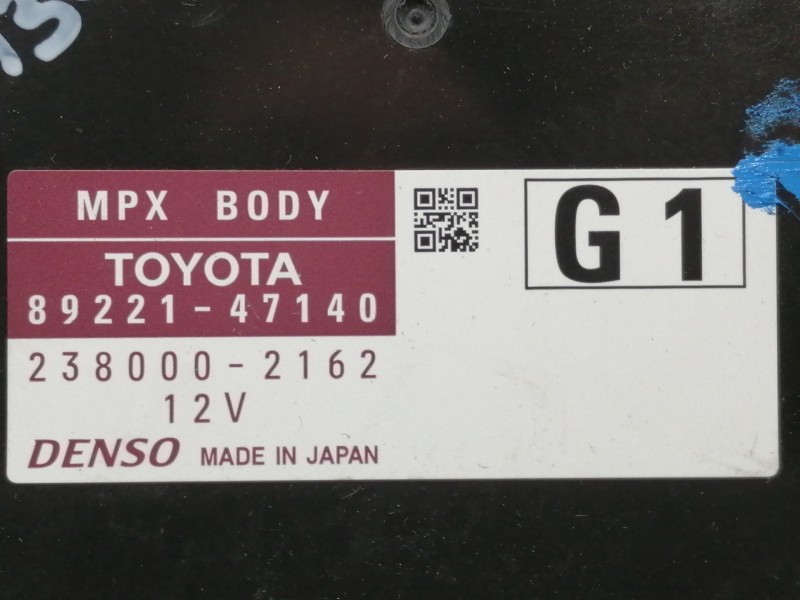 MPX BODY
TOYOTA
89221-47140
238000-2162
12V
DENSO MADE IN JAPAN
G1